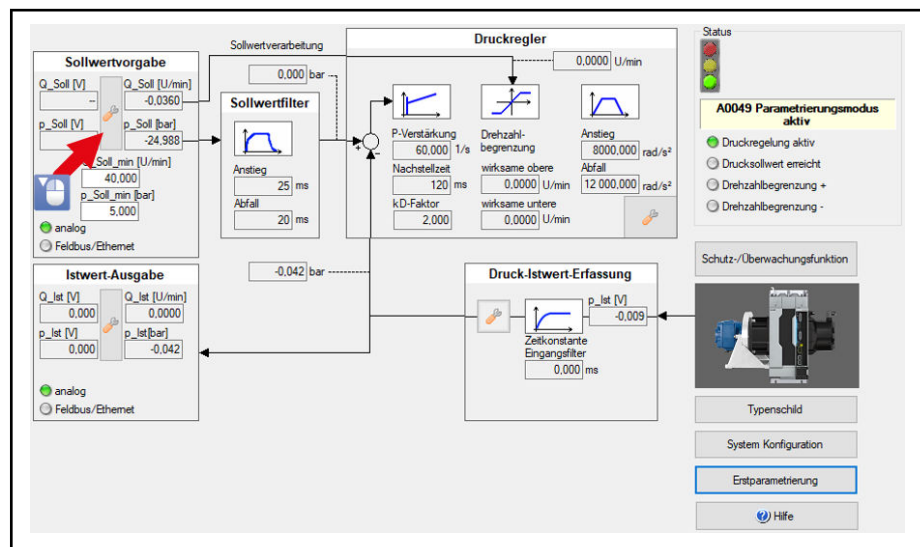 Sollwertvorgabe
Q_Soll [V]
Q_Soll [U/min]
--
-0,0360
p_Soll [V]
p_Soll [bar]
-24,988
Q_Soll_min [U/min]
40,000
p_Soll_min [bar]
5,000
analog
Feldbus/Ethernet
Sollwertverarbeitung
0,000 bar
Sollwertfilter
Anstieg
25 ms
Abfall
20 ms
Druckregler
0,0000 U/min
+
-
P-Verstärkung
60,000 1/s
Nachstellzeit
120 ms
kD-Faktor
2,000
Drehzahl-
begrenzung
wirksame obere
0,0000 U/min
wirksame untere
0,0000 U/min
Anstieg
8000,000 rad/s²
Abfall
12 000,000 rad/s²
Istwert-Ausgabe
Q_Ist [V]
Q_Ist [U/min]
0,000
0,0000
p_Ist [V]
p_Ist[bar]
0,000
-0,042
analog
Feldbus/Ethernet
-0,042 bar
Druck-Istwert-Erfassung
p_Ist [V]
-0,009
Zeitkonstante
Eingangsfilter
0,000 ms
Status
A0049 Parametrierungsmodus
aktiv
Druckregelung aktiv
Drucksollwert erreicht
Drehzahlbegrenzung +
Drehzahlbegrenzung -
Schutz-/Überwachungsfunktion
Typenschild
System Konfiguration
Erstparametrierung
? Hilfe